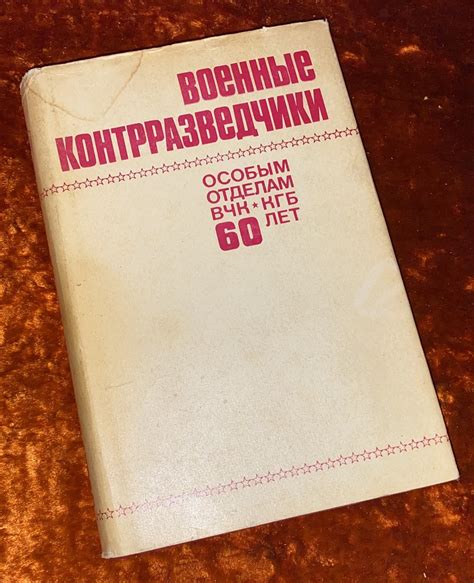 ВОЕННЫЕ
КОНТРРАЗВЕДЧИКИ
ОСОБЫМ
ОТДЕЛАМ
ВЧК★КГБ
60 ЛЕТ